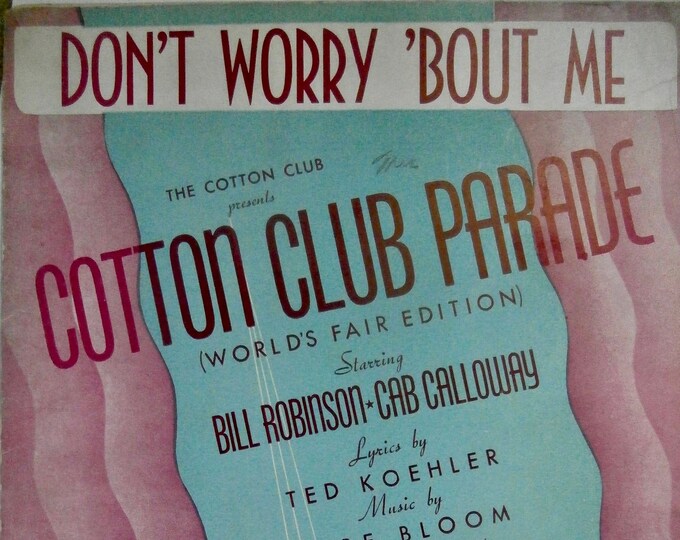 DON'T WORRY 'BOUT ME
THE COTTON CLUB
presents
COTTON CLUB PARADE
(WORLD'S FAIR EDITION)
Starring
BILL ROBINSON★CAB CALLOWAY
Lyrics by
TED KOEHLER
Music by
BLOOM